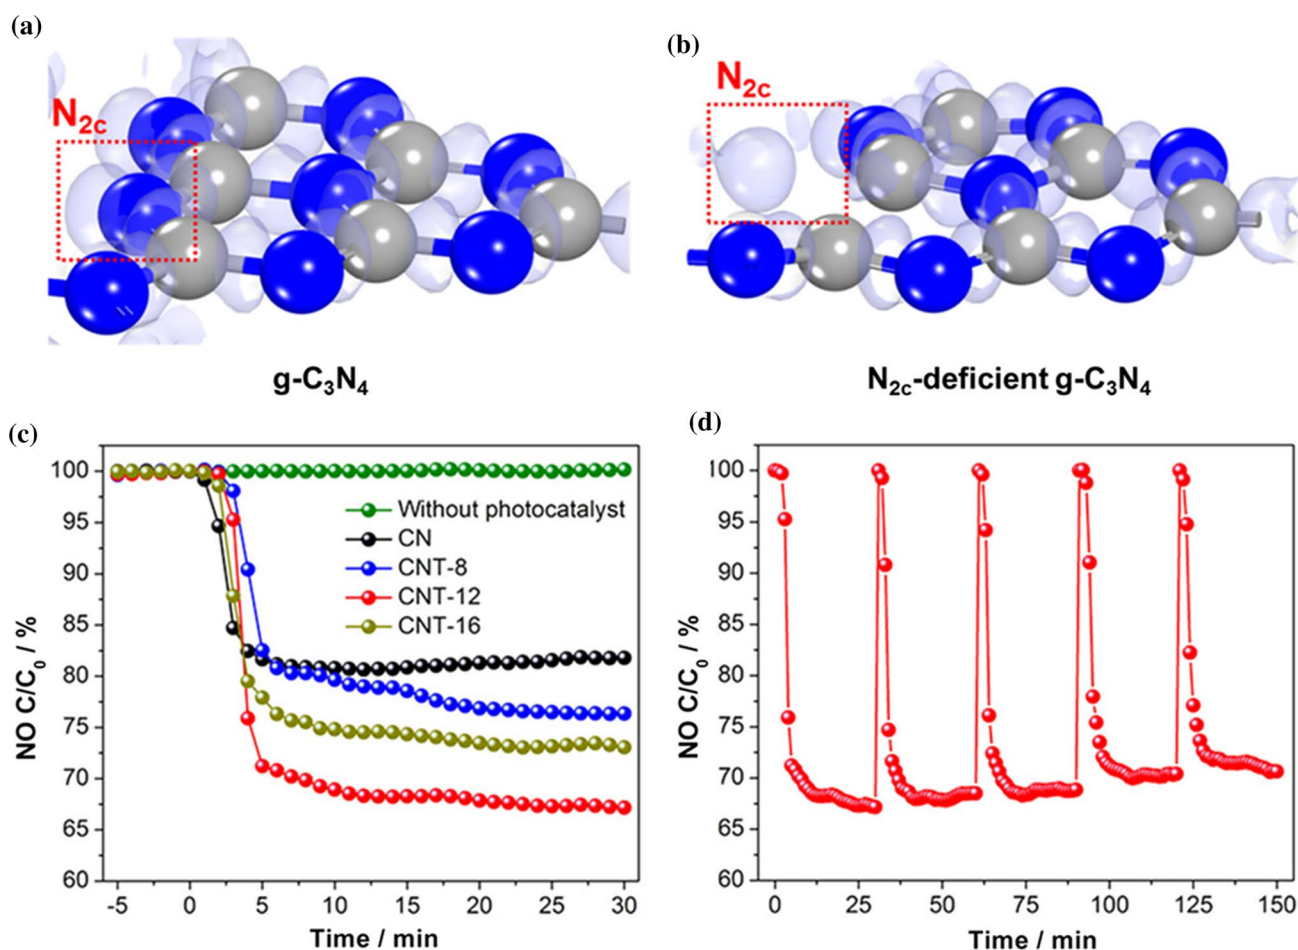 (a)
N2c
g-C3N4
(b)
N2c
N2c-deficient g-C3N4
(c)
NO C/C0 / %
100
95
90
85
80
75
70
65
60
Without photocatalyst
CN
CNT-8
CNT-12
CNT-16
-5 0 5 10 15 20 25 30
Time / min
(d)
NO C/C0 / %
100
95
90
85
80
75
70
65
60
0 25 50 75 100 125 150
Time / min